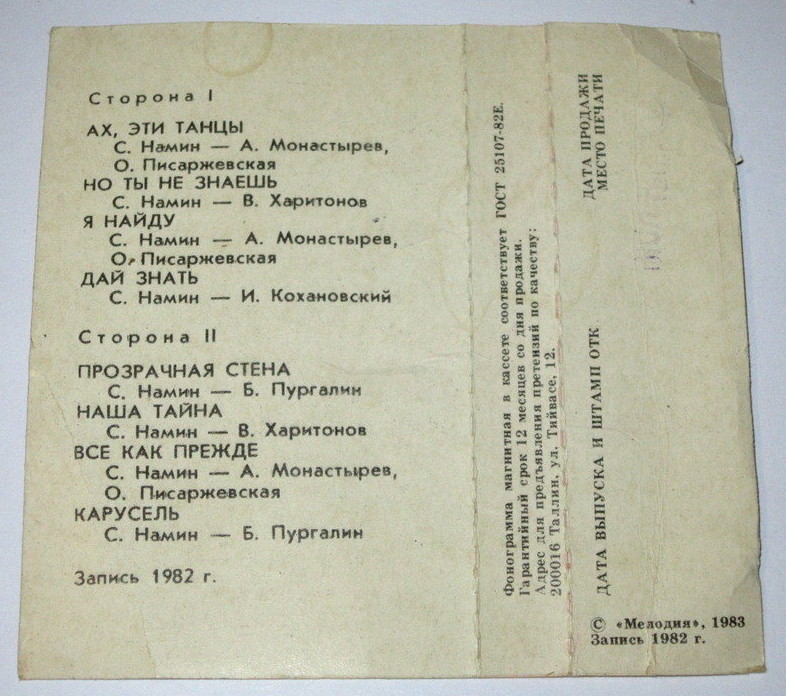 Сторона I
АХ, ЭТИ ТАНЦЫ
С. Намин — А. Монастырев,
О. Писаржевская
НО ТЫ НЕ ЗНАЕШЬ
С. Намин — В. Харитонов
Я НАЙДУ
С. Намин — А. Монастырев,
О. Писаржевская
ДАЙ ЗНАТЬ
С. Намин — И. Кохановский
Сторона II
ПРОЗРАЧНАЯ СТЕНА
С. Намин — Б. Пургалин
НАША ТАЙНА
С. Намин — В. Харитонов
ВСЕ КАК ПРЕЖДЕ
С. Намин — А. Монастырев,
О. Писаржевская
КАРУСЕЛЬ
С. Намин — Б. Пургалин
Запись 1982 г.
Фонограмма магнитная в кассете соответствует ГОСТ 25107-82Е.
Гарантийный срок 12 месяцев со дня продажи.
Адрес для предъявления претензий по качеству:
200016 Таллин, ул. Тийвасе, 12.
ДАТА ВЫПУСКА И ШТАМП ОТК
ДАТА ПРОДАЖИ
МЕСТО ПЕЧАТИ
© «Мелодия», 1983
Запись 1982 г.